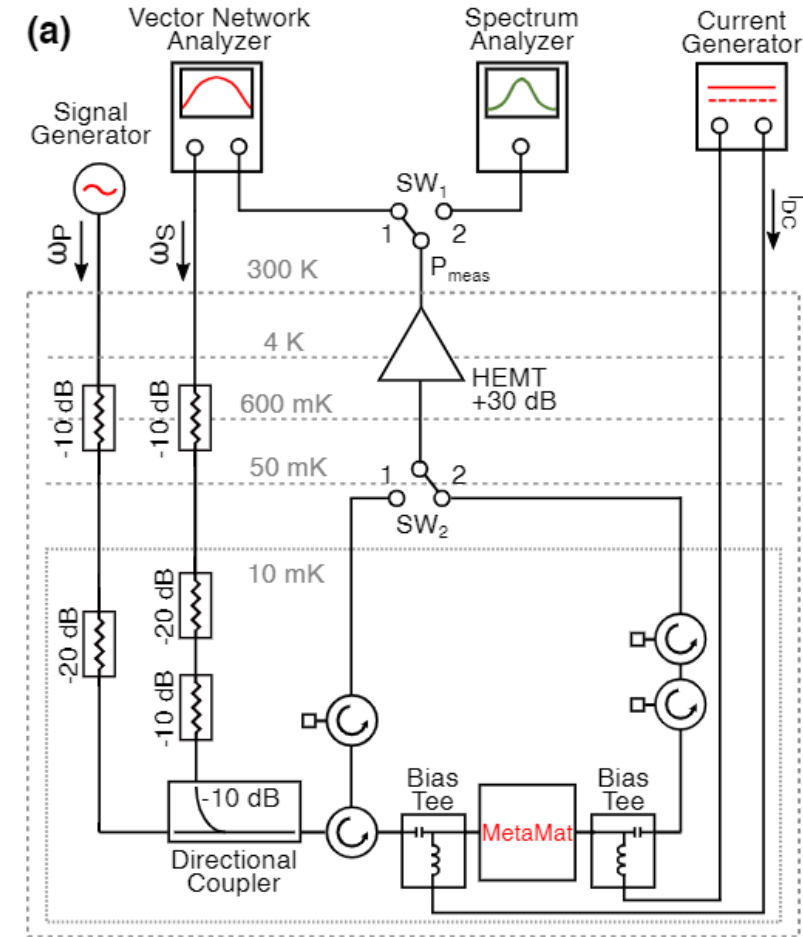 (a)
Vector Network
Analyzer
Spectrum
Analyzer
Current
Generator
Signal
Generator
SW1
1
2
Pmeas
ωP
ωS
IDC
300 K
4 K
HEMT
+30 dB
600 mK
-10 dB
-10 dB
50 mK
1
2
SW2
10 mK
-20 dB
-20 dB
-10 dB
-10 dB
Directional
Coupler
Bias
Tee
MetaMat
Bias
Tee